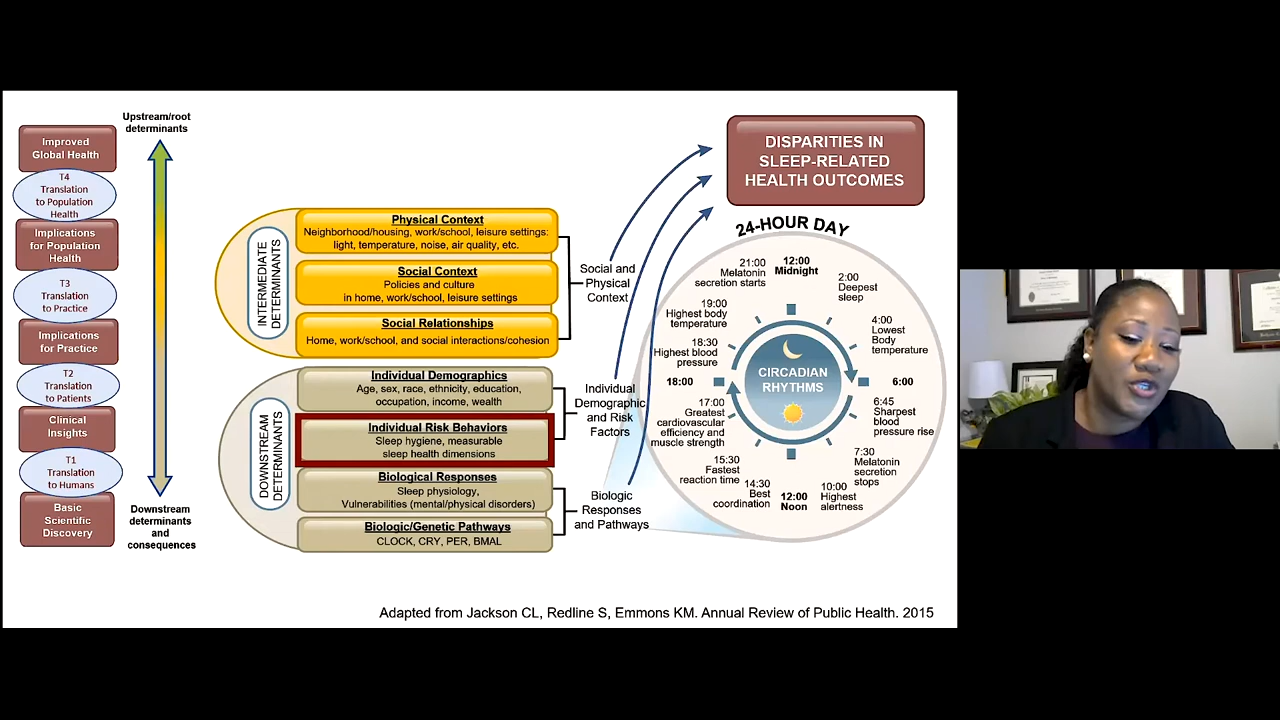 Upstream/root
determinants
Improved
Global Health
T4
Translation
to Population
Health
Implications
for Population
Health
T3
Translation
to Practice
Implications
for Practice
T2
Translation
to Patients
Clinical
Insights
T1
Translation
to Humans
Basic
Scientific
Discovery
Downstream
determinants
and
consequences
INTERMEDIATE
DETERMINANTS
Physical Context
Neighborhood/housing, work/school, leisure settings:
light, temperature, noise, air quality, etc.
Social Context
Policies and culture
in home, work/school, leisure settings
Social Relationships
Home, work/school, and social interactions/cohesion
DOWNSTREAM
DETERMINANTS
Individual Demographics
Age, sex, race, ethnicity, education,
occupation, income, wealth
Individual Risk Behaviors
Sleep hygiene, measurable
sleep health dimensions
Biological Responses
Sleep physiology,
Vulnerabilities (mental/physical disorders)
Biologic/Genetic Pathways
CLOCK, CRY, PER, BMAL
Social and
Physical
Context
Individual
Demographic
and Risk
Factors
Biologic
Responses
and Pathways
DISPARITIES IN
SLEEP-RELATED
HEALTH OUTCOMES
24-HOUR DAY
12:00
Midnight
2:00
Deepest
sleep
4:00
Lowest
Body
temperature
6:00
6:45
Sharpest
blood
pressure rise
7:30
Melatonin
secretion
stops
10:00
Highest
alertness
12:00
Noon
14:30
Best
coordination
15:30
Fastest
reaction time
17:00
Greatest
cardiovascular
efficiency and
muscle strength
18:00
18:30
Highest blood
pressure
19:00
Highest body
temperature
21:00
Melatonin
secretion starts
CIRCADIAN
RHYTHMS
Adapted from Jackson CL, Redline S, Emmons KM. Annual Review of Public Health. 2015